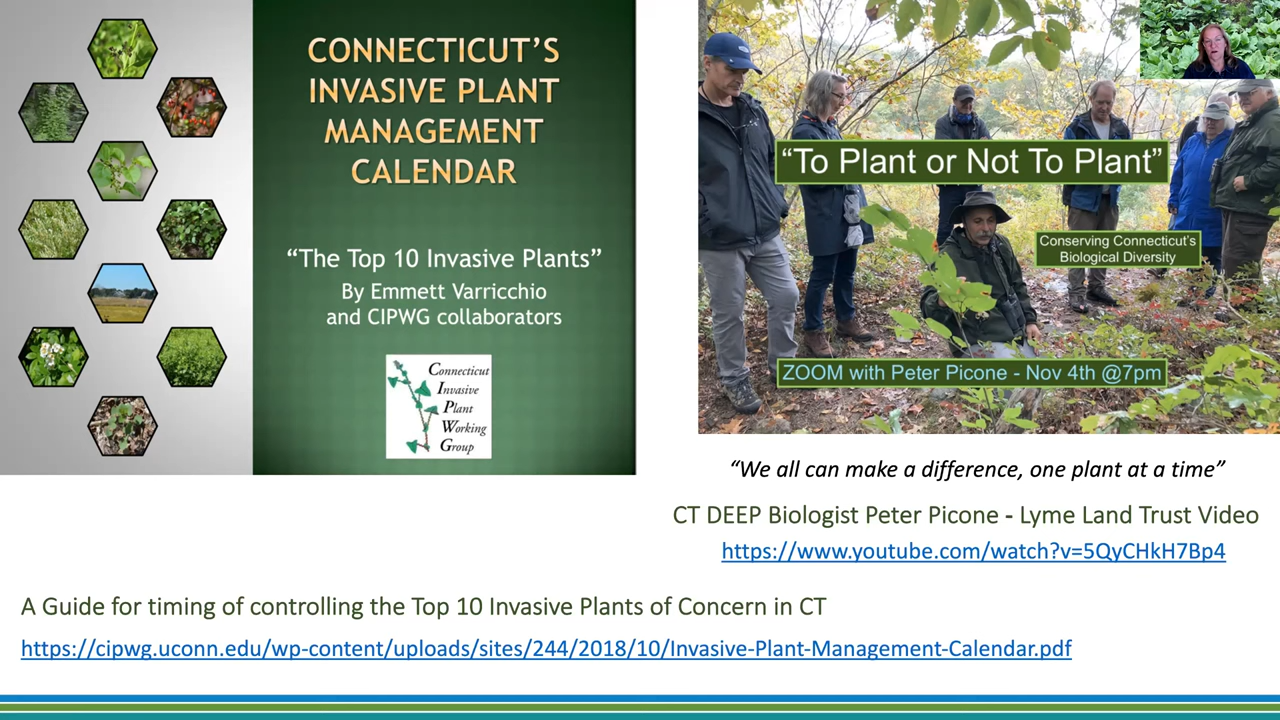 CONNECTICUT’S
INVASIVE PLANT
MANAGEMENT
CALENDAR
“The Top 10 Invasive Plants”
By Emmett Varricchio
and CIPWG collaborators
Connecticut
Invasive
Plant
Working
Group
“To Plant or Not To Plant”
Conserving Connecticut’s
Biological Diversity
ZOOM with Peter Picone - Nov 4th @7pm
“We all can make a difference, one plant at a time”
CT DEEP Biologist Peter Picone - Lyme Land Trust Video
https://www.youtube.com/watch?v=5QyCHkH7Bp4
A Guide for timing of controlling the Top 10 Invasive Plants of Concern in CT
https://cipwg.uconn.edu/wp-content/uploads/sites/244/2018/10/Invasive-Plant-Management-Calendar.pdf